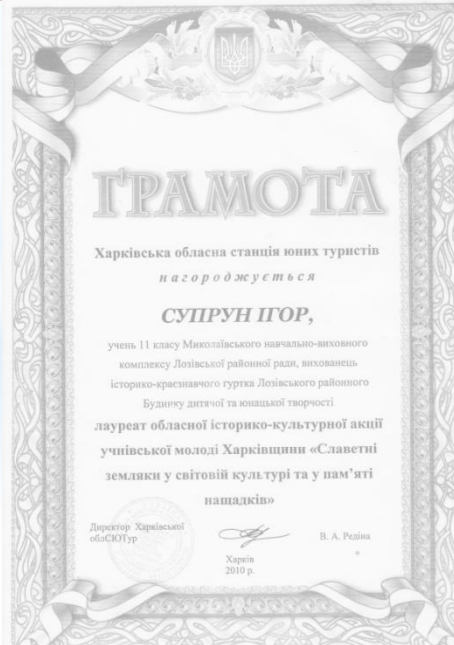 ГРАМОТА
Харківська обласна станція юних туристів
нагороджується
СУПРУН ІГОР,
учень 11 класу Миколаївського навчально-виховного
комплексу Лозівської районної ради, вихованець
історико-краєзнавчого гуртка Лозівського районного
Будинку дитячої та юнацької творчості
лауреат обласної історико-культурної акції
учнівської молоді Харківщини «Славетні
земляки у світовій культурі та у пам’яті
нащадків»
Директор Харківської
облСЮТур
В. А. Редіна
Харків
2010 р.